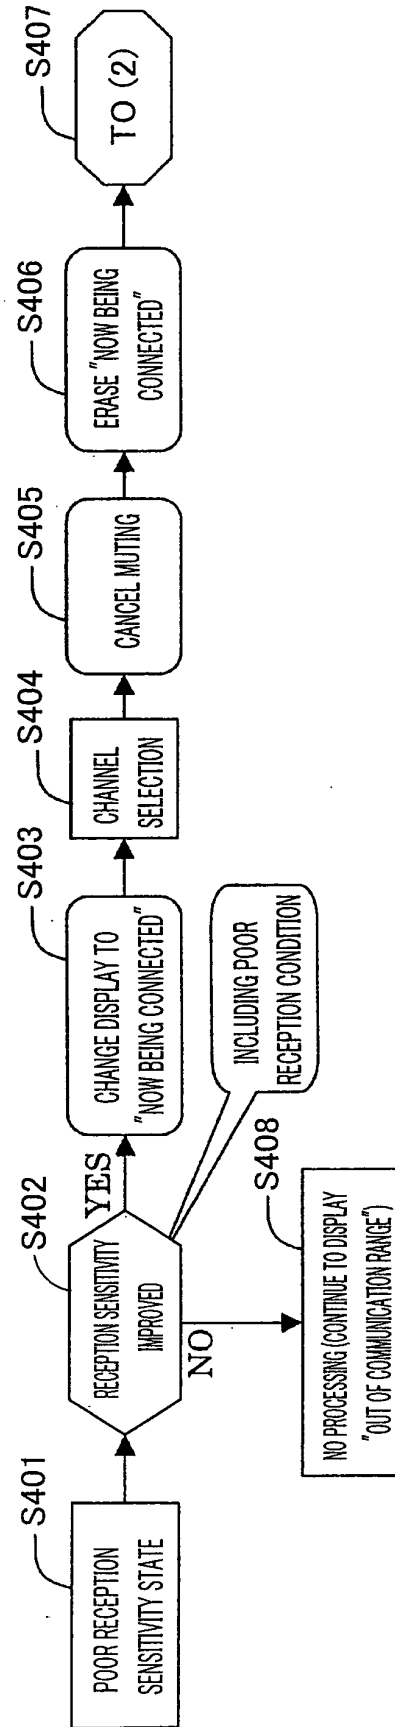 S401
POOR RECEPTION
SENSITIVITY STATE
S402
RECEPTION SENSITIVITY
IMPROVED
YES
NO
INCLUDING POOR
RECEPTION CONDITION
S403
CHANGE DISPLAY TO
"NOW BEING CONNECTED"
S404
CHANNEL
SELECTION
S405
CANCEL MUTING
S406
ERASE "NOW BEING
CONNECTED"
S407
TO (2)
S408
NO PROCESSING (CONTINUE TO DISPLAY
"OUT OF COMMUNICATION RANGE")